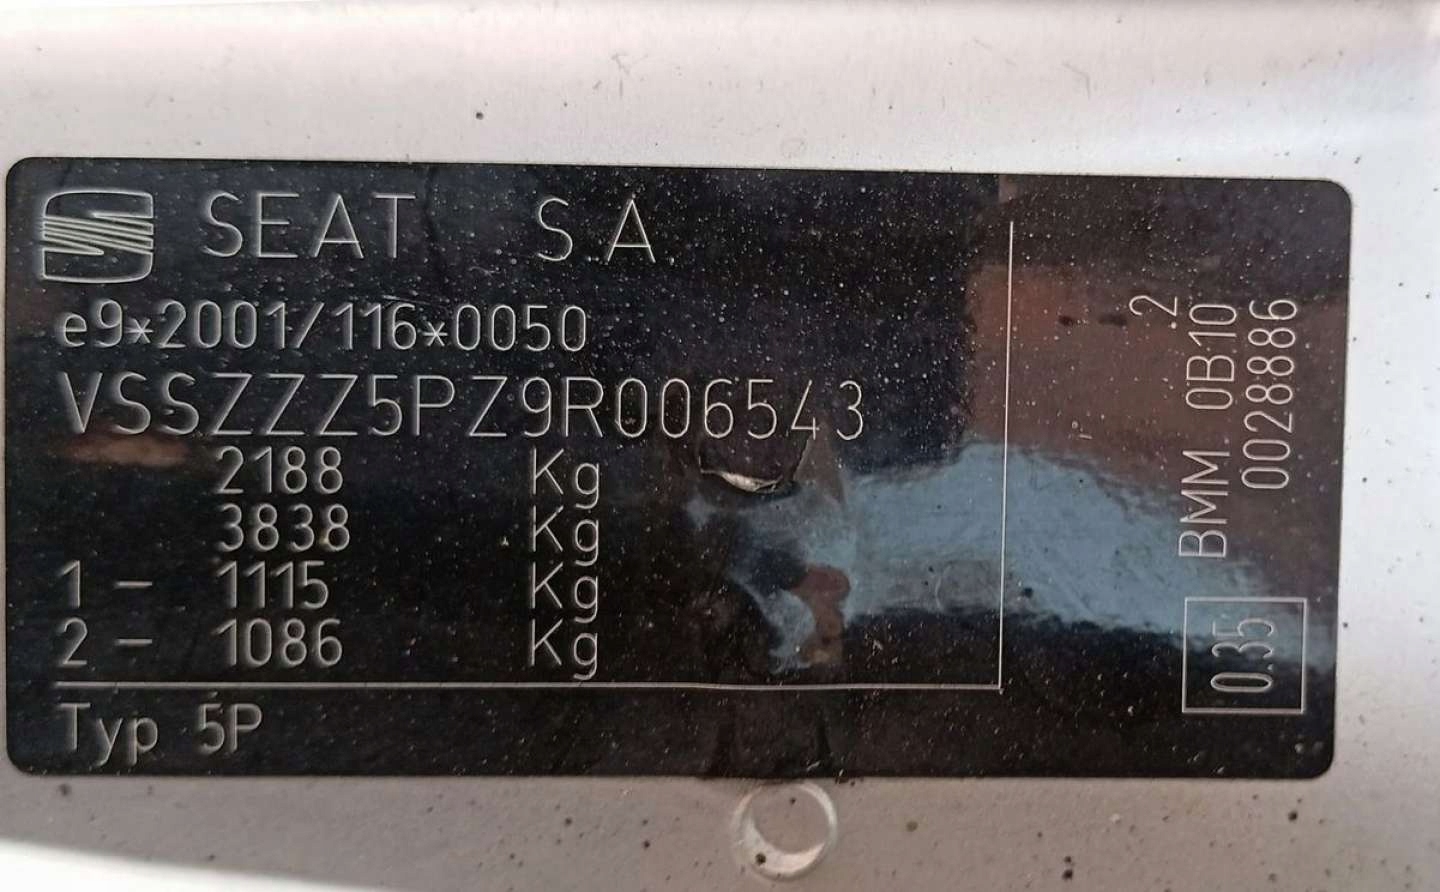 SEAT S.A.
e9*2001/116*0050
VSSZZZ5PZ9R006543
2188 Kg
3838 Kg
1 - 1115 Kg
2 - 1086 Kg
Typ 5P
2
BMM 0B10
0028886
0.35